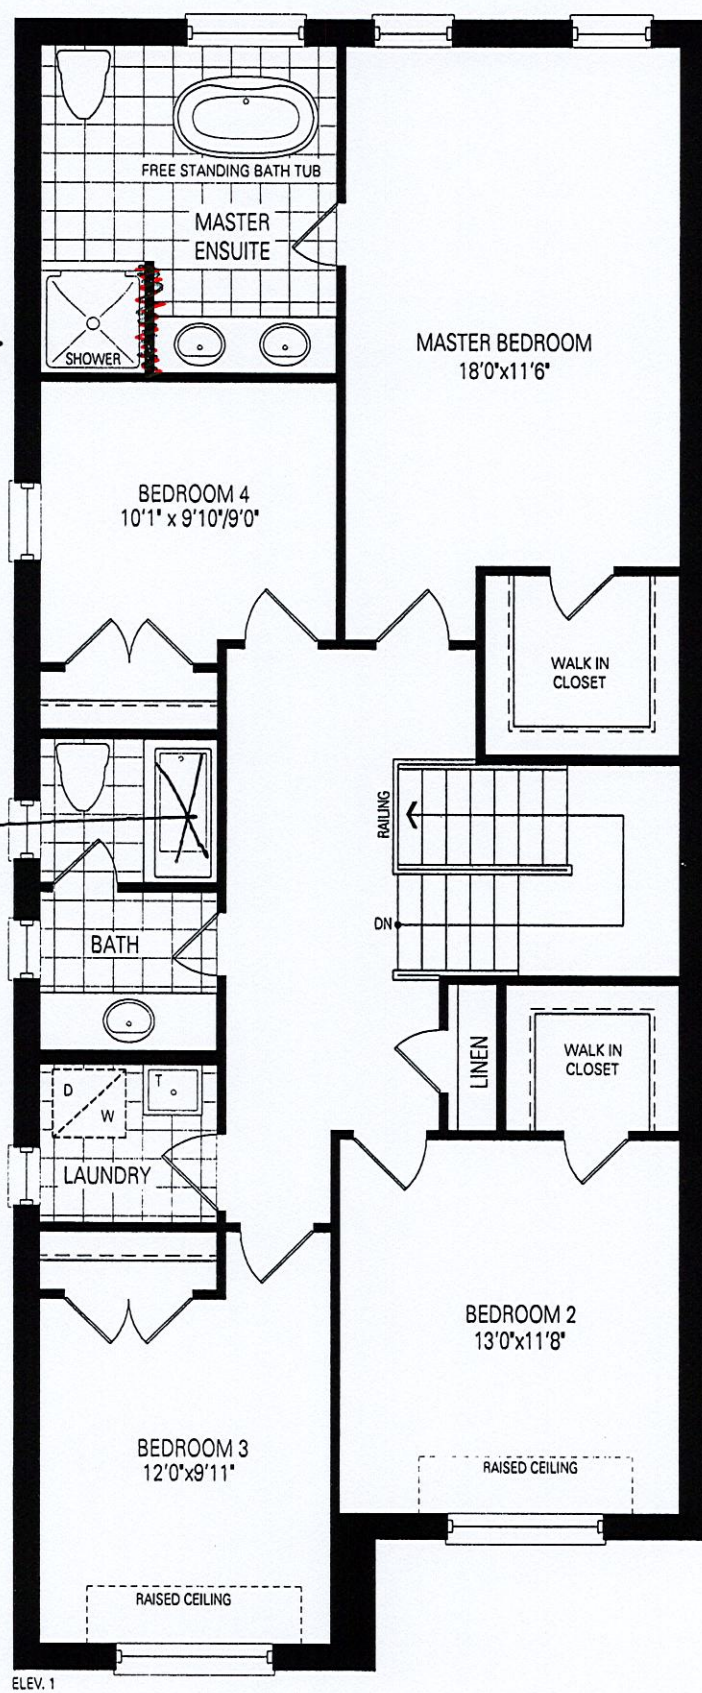 FREE STANDING BATH TUB
MASTER
ENSUITE
SHOWER
MASTER BEDROOM
18'0"x11'6"
BEDROOM 4
10'1" x 9'10"/9'0"
WALK IN
CLOSET
RAILING
DN
BATH
LINEN
WALK IN
CLOSET
D
W
T
LAUNDRY
BEDROOM 2
13'0"x11'8"
RAISED CEILING
BEDROOM 3
12'0"x9'11"
RAISED CEILING
ELEV. 1